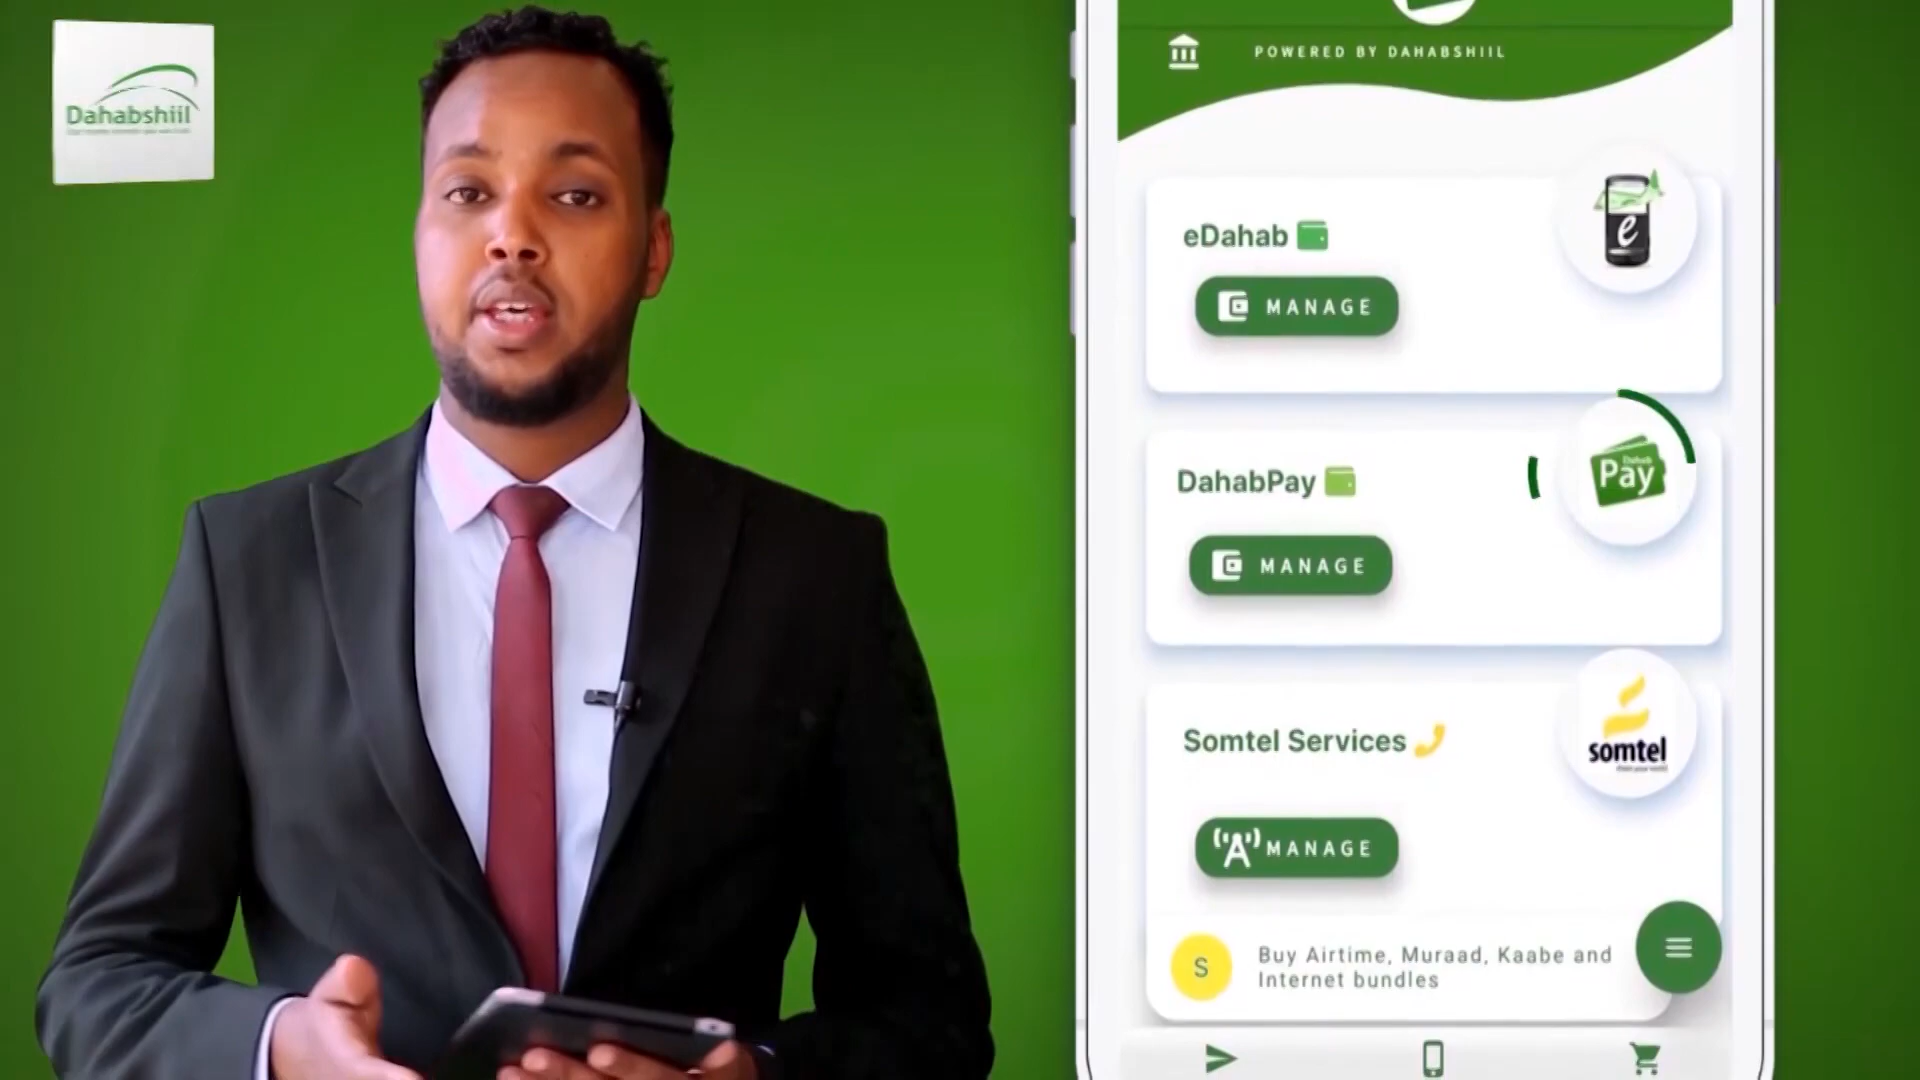 Dahabshiil
POWERED BY DAHABSHIIL
eDahab
e
MANAGE
DahabPay
Dahab
Pay
MANAGE
Somtel Services
somtel
MANAGE
S
Buy Airtime, Muraad, Kaabe and
Internet bundles